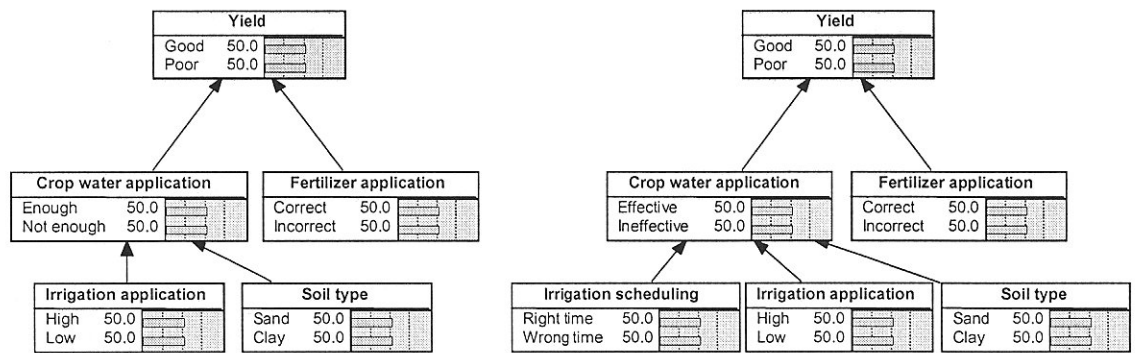 Yield
Good 50.0
Poor 50.0
Crop water application
Enough 50.0
Not enough 50.0
Fertilizer application
Correct 50.0
Incorrect 50.0
Irrigation application
High 50.0
Low 50.0
Soil type
Sand 50.0
Clay 50.0
Yield
Good 50.0
Poor 50.0
Crop water application
Effective 50.0
Ineffective 50.0
Fertilizer application
Correct 50.0
Incorrect 50.0
Irrigation scheduling
Right time 50.0
Wrong time 50.0
Irrigation application
High 50.0
Low 50.0
Soil type
Sand 50.0
Clay 50.0